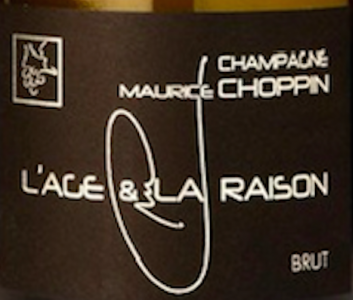 CHAMPAGNE
MAURICE CHOPPIN
L'AGE & LA RAISON
BRUT